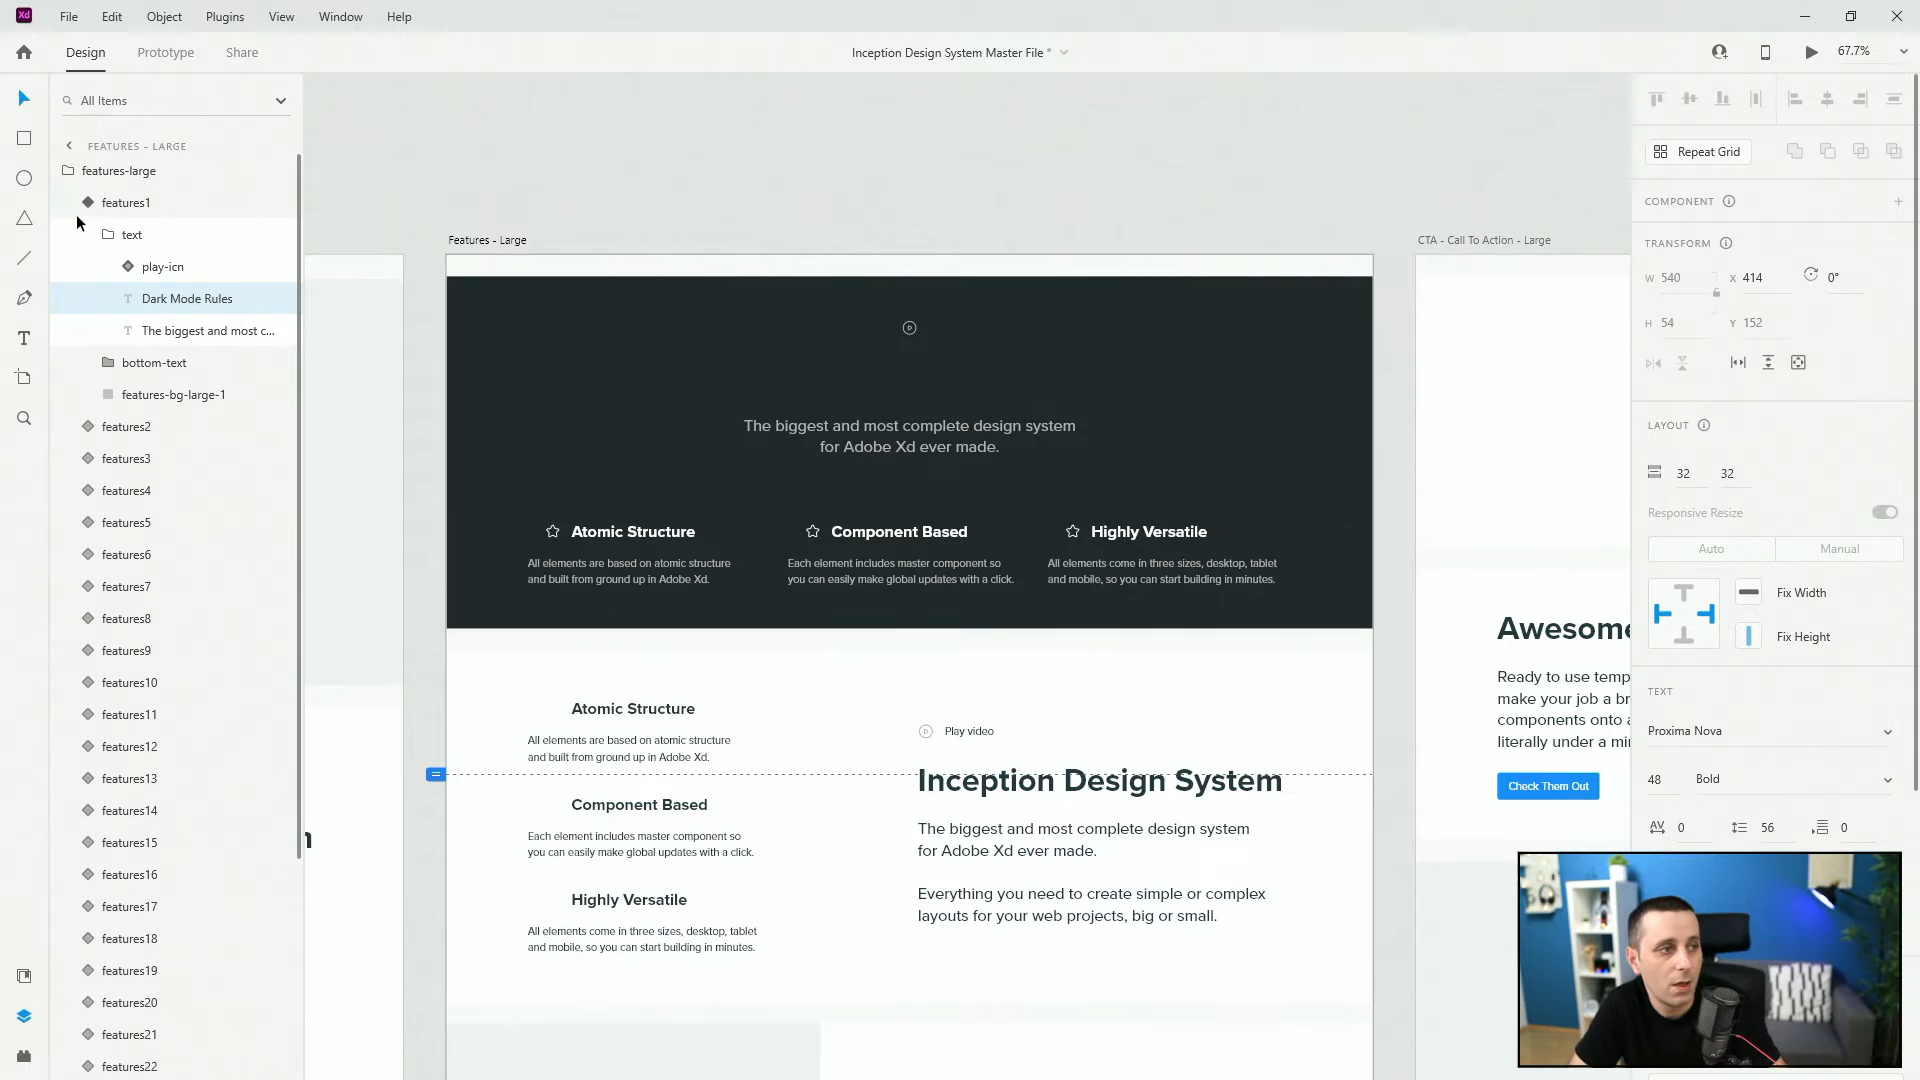 Xd
File Edit Object Plugins View Window Help
Design Prototype Share
Inception Design System Master File *
67.7%
All Items
FEATURES - LARGE
features-large
features1
text
play-icn
T Dark Mode Rules
T The biggest and most c...
bottom-text
features-bg-large-1
features2
features3
features4
features5
features6
features7
features8
features9
features10
features11
features12
features13
features14
features15
features16
features17
features18
features19
features20
features21
features22
Features - Large
The biggest and most complete design system
for Adobe Xd ever made.
Atomic Structure
All elements are based on atomic structure
and built from ground up in Adobe Xd.
Component Based
Each element includes master component so
you can easily make global updates with a click.
Highly Versatile
All elements come in three sizes, desktop, tablet
and mobile, so you can start building in minutes.
Atomic Structure
All elements are based on atomic structure
and built from ground up in Adobe Xd.
Component Based
Each element includes master component so
you can easily make global updates with a click.
Highly Versatile
All elements come in three sizes, desktop, tablet
and mobile, so you can start building in minutes.
Play video
Inception Design System
The biggest and most complete design system
for Adobe Xd ever made.
Everything you need to create simple or complex
layouts for your web projects, big or small.
CTA - Call To Action - Large
Awesome
Ready to use temp
make your job a br
components onto a
literally under a mi
Check Them Out
Repeat Grid
COMPONENT
TRANSFORM
W 540 X 414 0°
H 54 Y 152
LAYOUT
32 32
Responsive Resize
Auto Manual
Fix Width
Fix Height
TEXT
Proxima Nova
48 Bold
AV 0 56 0